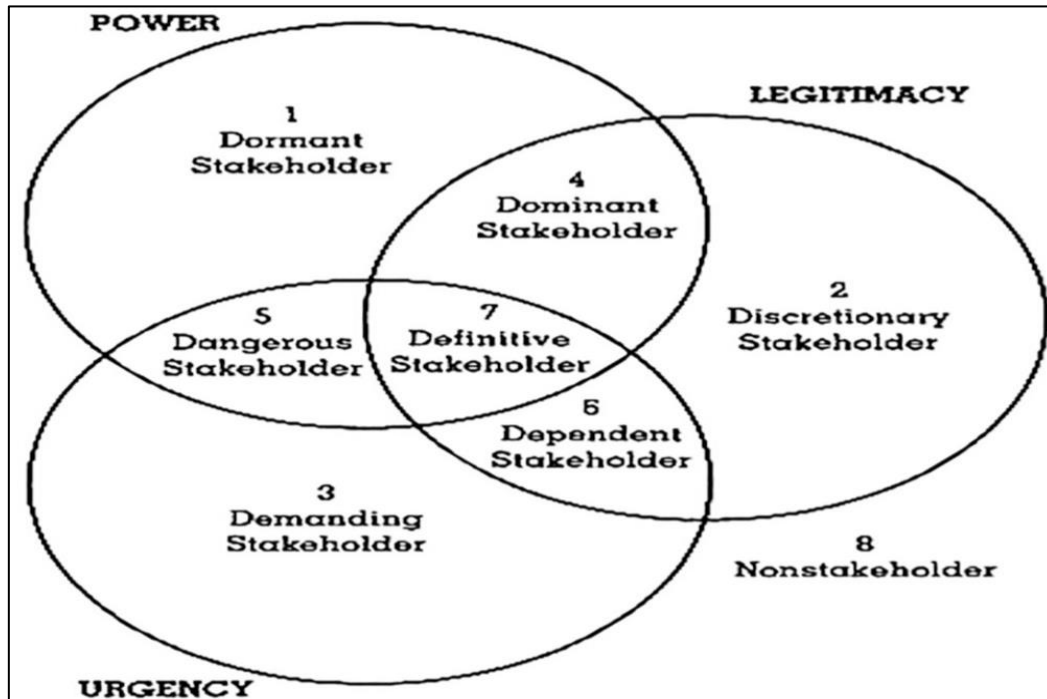 POWER
LEGITIMACY
1
Dormant
Stakeholder
4
Dominant
Stakeholder
5
Dangerous
Stakeholder
7
Definitive
Stakeholder
2
Discretionary
Stakeholder
6
Dependent
Stakeholder
3
Demanding
Stakeholder
8
Nonstakeholder
URGENCY